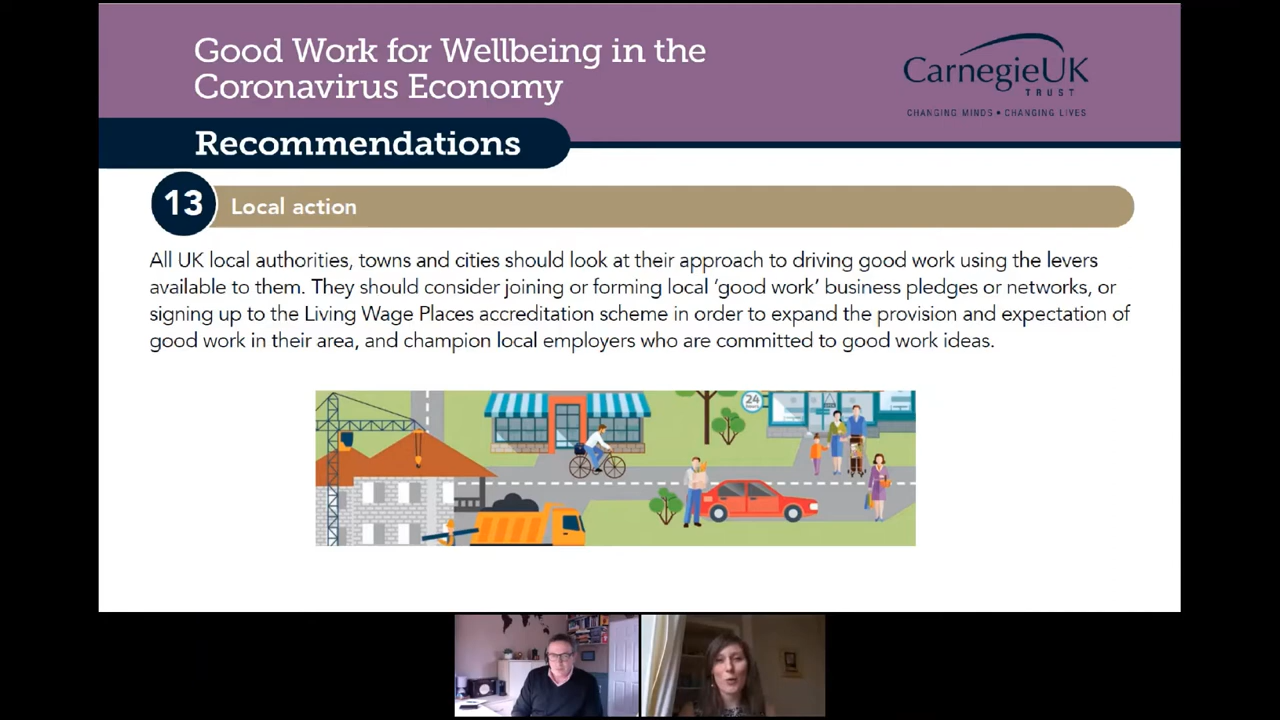 Good Work for Wellbeing in the
Coronavirus Economy
CarnegieUK
TRUST
CHANGING MINDS • CHANGING LIVES
Recommendations
13
Local action
All UK local authorities, towns and cities should look at their approach to driving good work using the levers
available to them. They should consider joining or forming local ‘good work’ business pledges or networks, or
signing up to the Living Wage Places accreditation scheme in order to expand the provision and expectation of
good work in their area, and champion local employers who are committed to good work ideas.
24